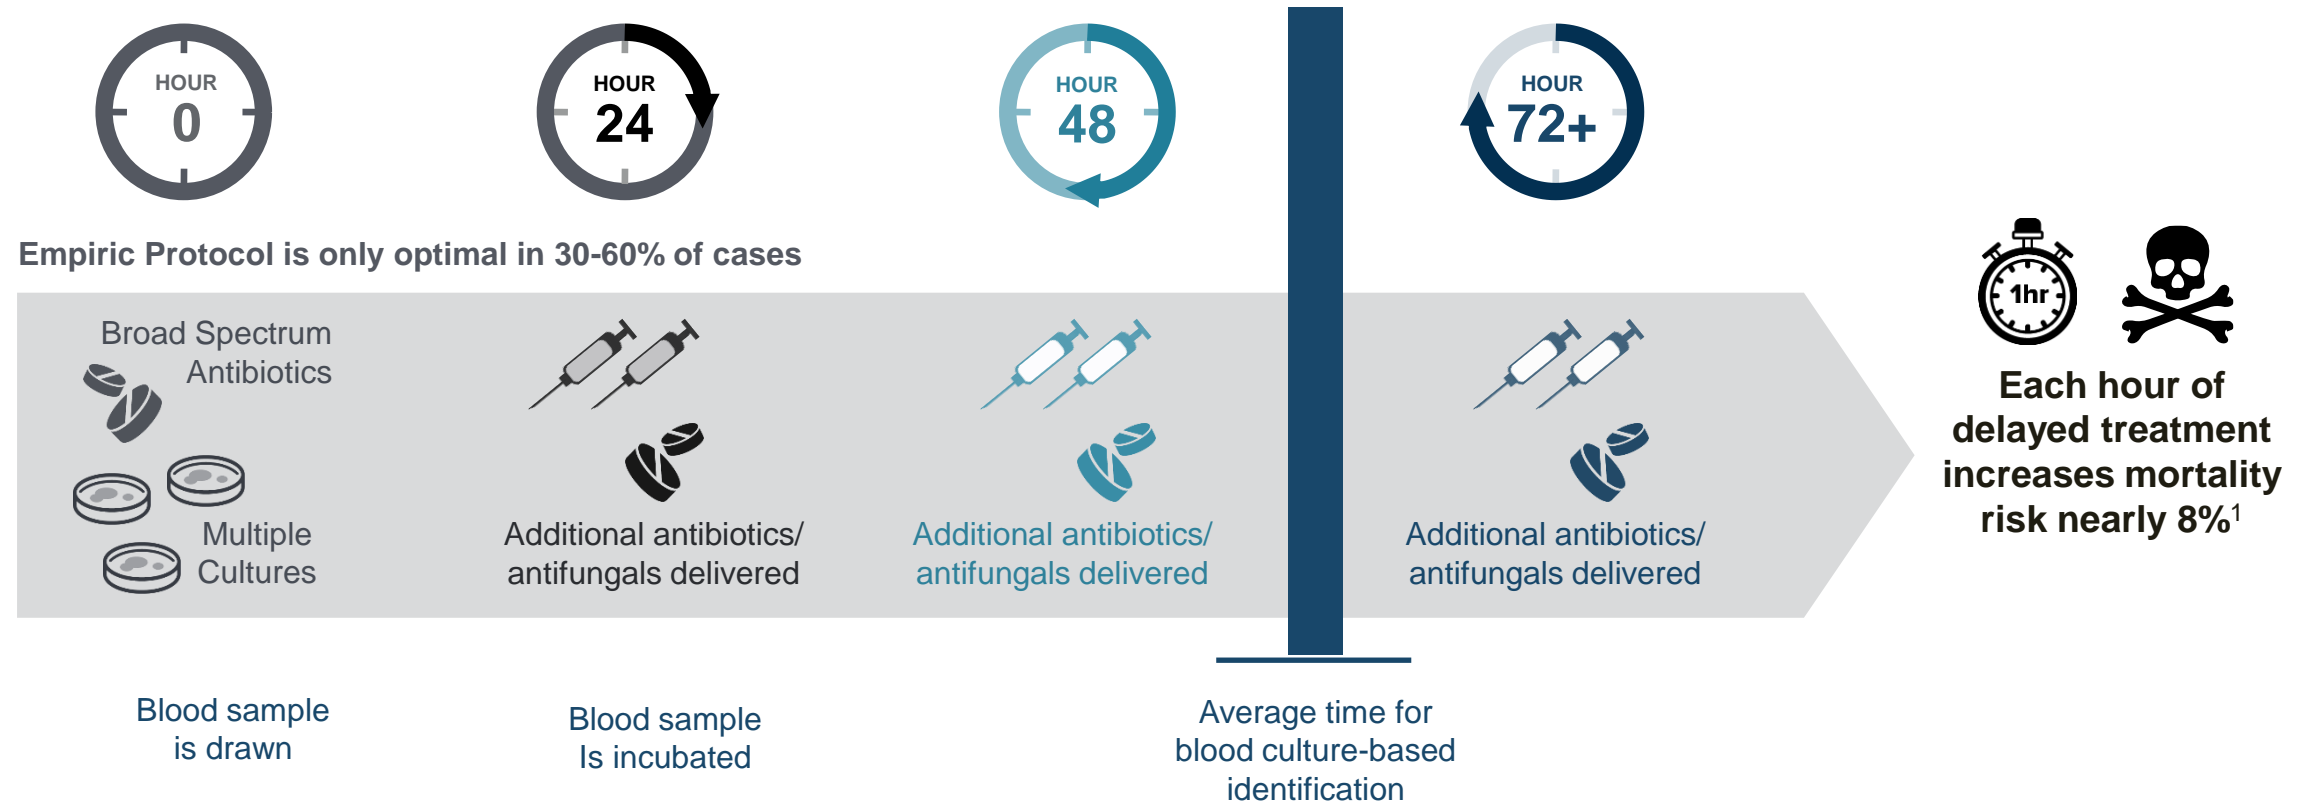 HOUR
0
HOUR
24
HOUR
48
HOUR
72+
Empiric Protocol is only optimal in 30-60% of cases
Broad Spectrum
Antibiotics
Multiple
Cultures
Additional antibiotics/
antifungals delivered
Additional antibiotics/
antifungals delivered
Additional antibiotics/
antifungals delivered
1hr
Each hour of
delayed treatment
increases mortality
risk nearly 8%¹
Blood sample
is drawn
Blood sample
Is incubated
Average time for
blood culture-based
identification